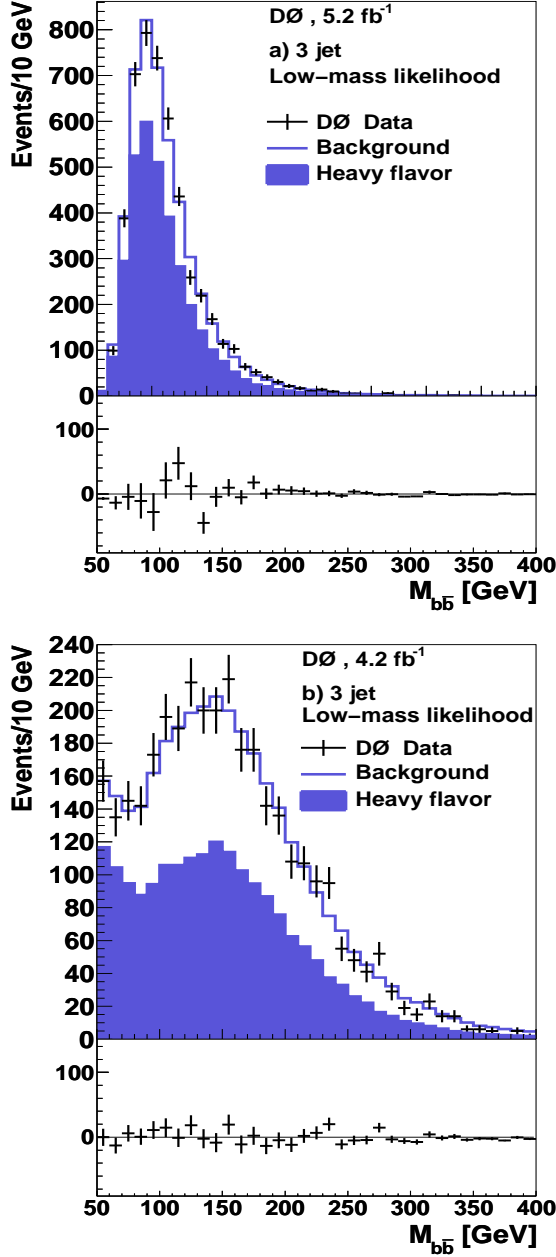 DØ , 5.2 fb⁻¹
a) 3 jet
Low-mass likelihood
DØ Data
Background
Heavy flavor
Events/10 GeV
800
700
600
500
400
300
200
100
0
100
0
50 100 150 200 250 300 350 400
M_bb̅ [GeV]
DØ , 4.2 fb⁻¹
b) 3 jet
Low-mass likelihood
DØ Data
Background
Heavy flavor
Events/10 GeV
240
220
200
180
160
140
120
100
80
60
40
20
0
100
0
50 100 150 200 250 300 350 400
M_bb̅ [GeV]